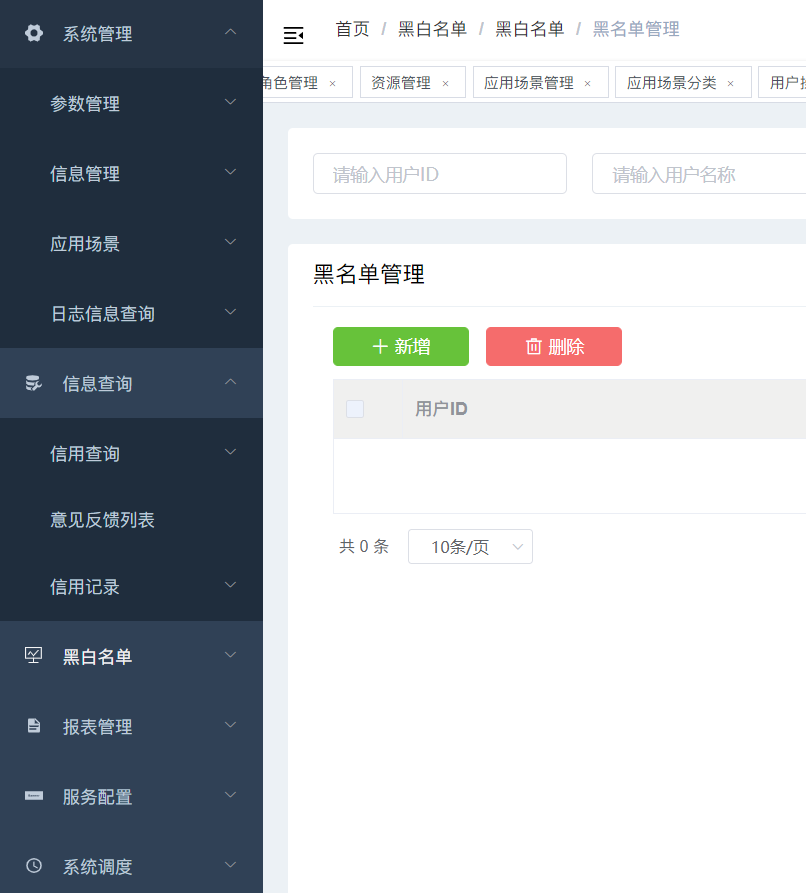 系统管理
参数管理
信息管理
应用场景
日志信息查询
信息查询
信用查询
意见反馈列表
信用记录
黑白名单
报表管理
服务配置
系统调度
首页 / 黑白名单 / 黑白名单 / 黑名单管理
角色管理 × 资源管理 × 应用场景管理 × 应用场景分类 × 用户
请输入用户ID 请输入用户名称
黑名单管理
+ 新增 删除
用户ID
共 0 条 10条/页